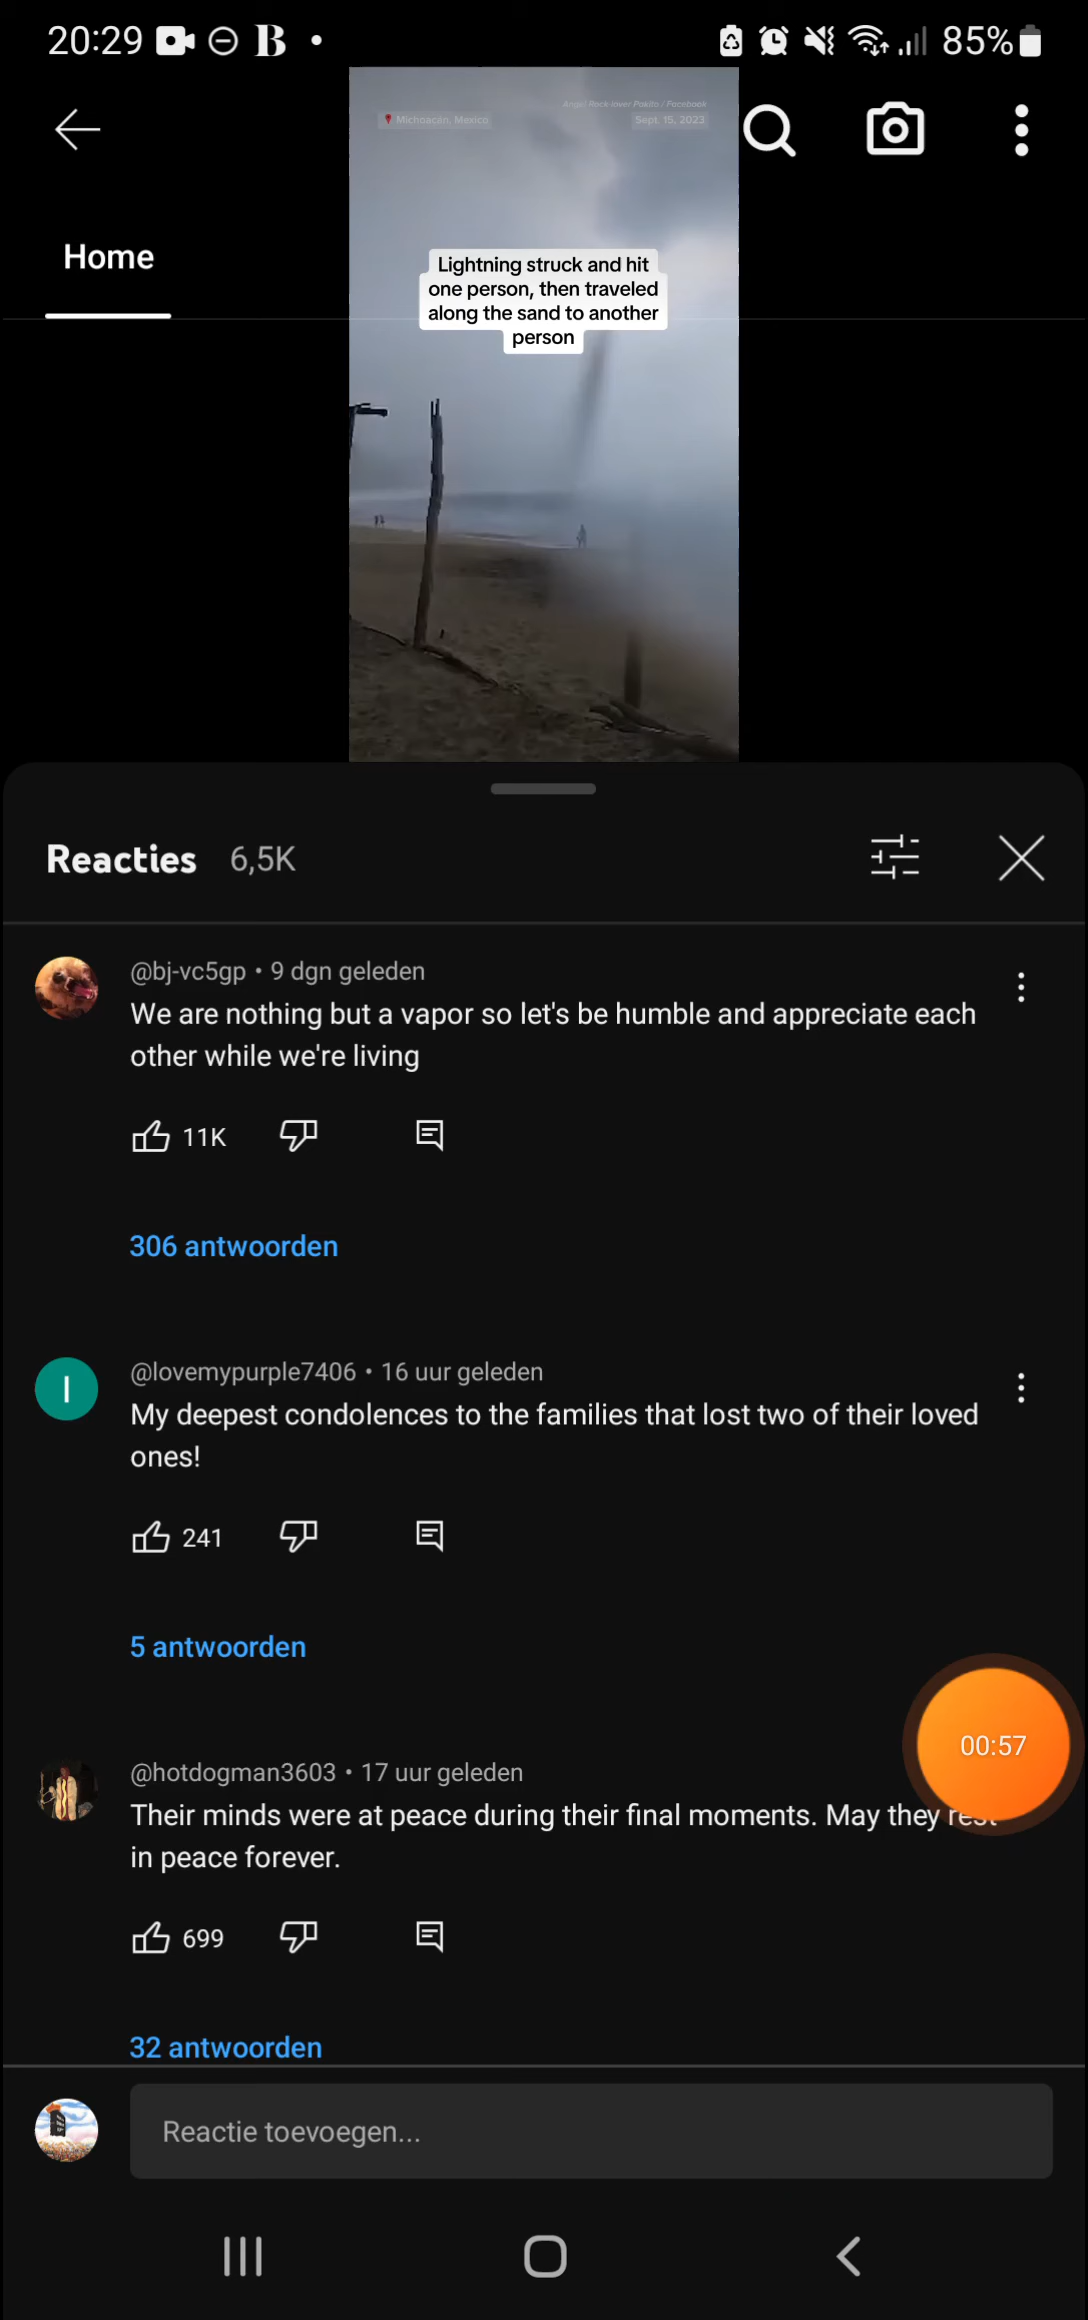 20:29 B 85%
Angel Rock-lover Pakito / Facebook
Michoacán, Mexico Sept. 15, 2023
Home
Lightning struck and hit
one person, then traveled
along the sand to another
person
Reacties 6,5K
@bj-vc5gp • 9 dgn geleden
We are nothing but a vapor so let's be humble and appreciate each
other while we're living
11K
306 antwoorden
I
@lovemypurple7406 • 16 uur geleden
My deepest condolences to the families that lost two of their loved
ones!
241
5 antwoorden
00:57
@hotdogman3603 • 17 uur geleden
Their minds were at peace during their final moments. May they rest
in peace forever.
699
32 antwoorden
Reactie toevoegen...